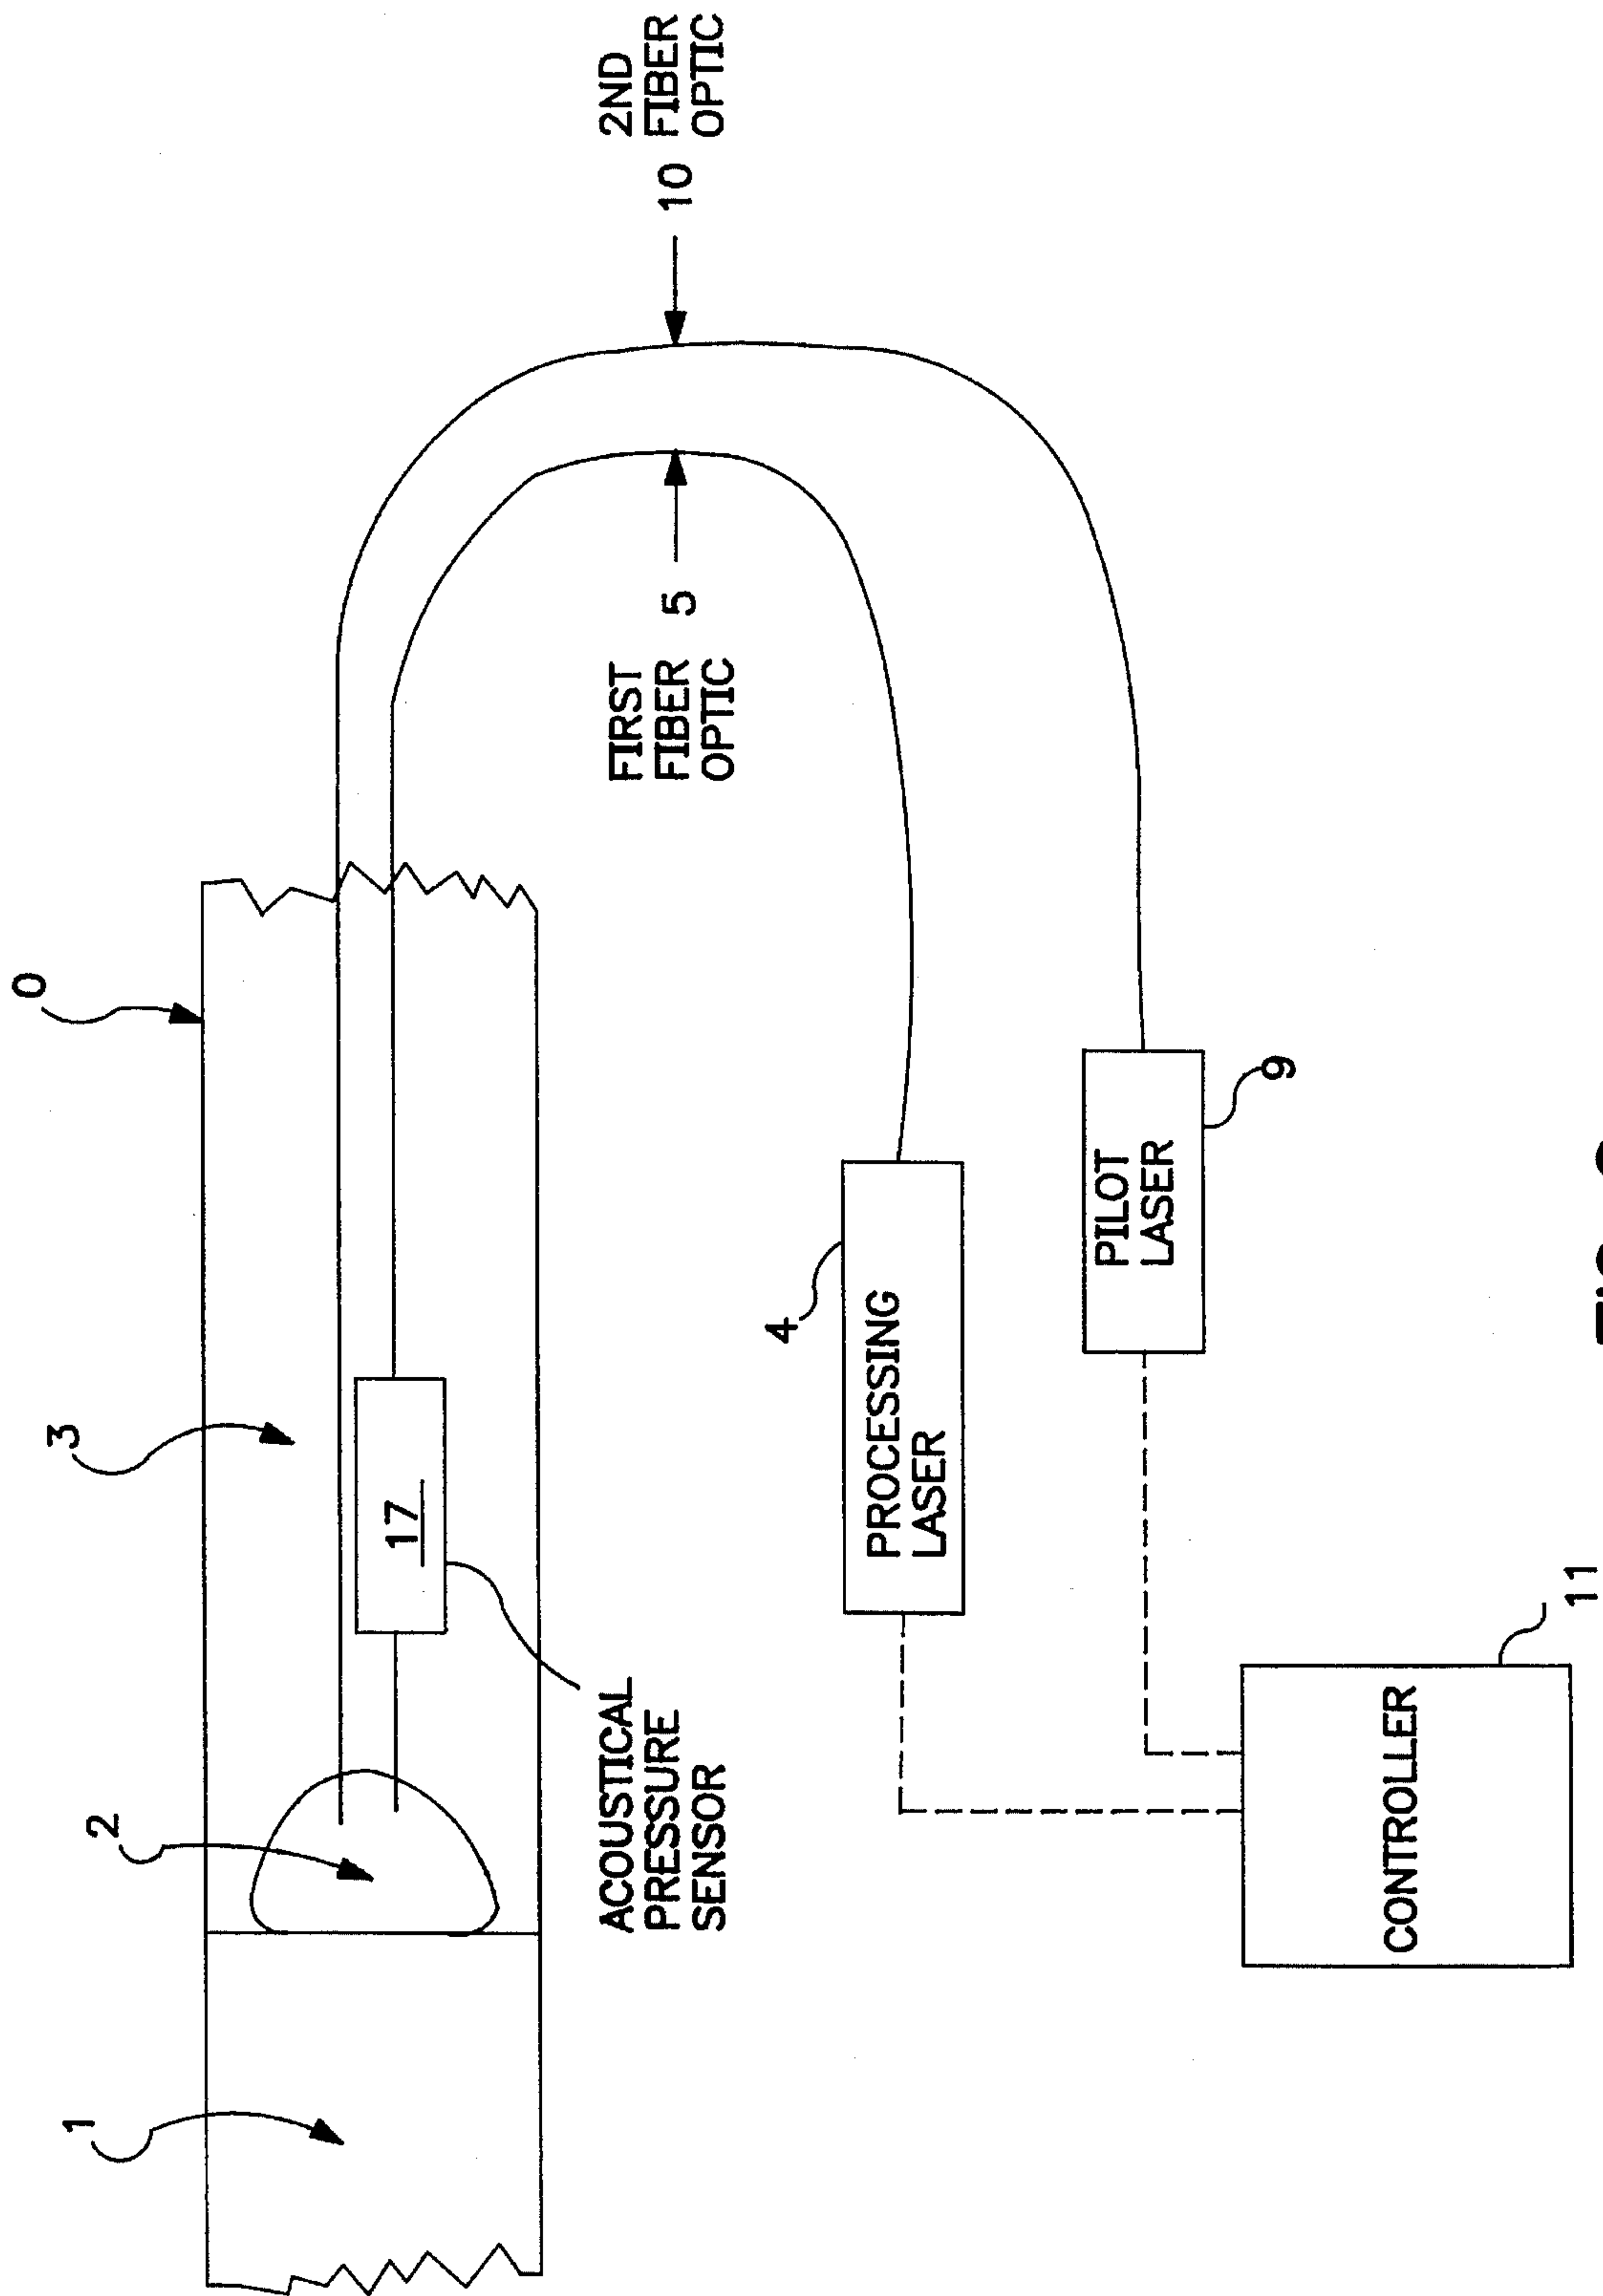 0
3
1
2
17
2ND
FIBER
10 OPTIC
FIRST
FIBER 5
OPTIC
ACOUSTICAL
PRESSURE
SENSOR
4
PROCESSING
LASER
PILOT
LASER
9
CONTROLLER
11